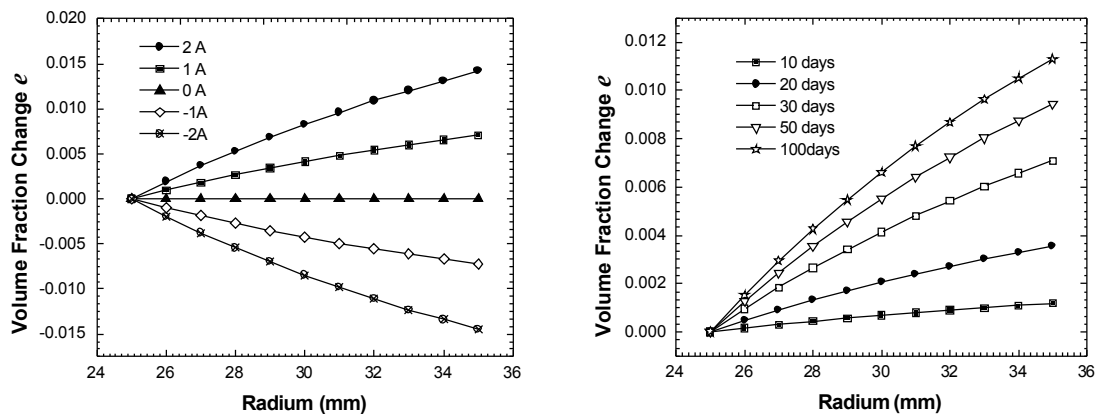 Volume Fraction Change e
0.020
0.015
0.010
0.005
0.000
-0.005
-0.010
-0.015
2 A
1 A
0 A
-1A
-2A
24 26 28 30 32 34 36
Radium (mm)
Volume Fraction Change e
0.012
0.010
0.008
0.006
0.004
0.002
0.000
10 days
20 days
30 days
50 days
100days
24 26 28 30 32 34 36
Radium (mm)